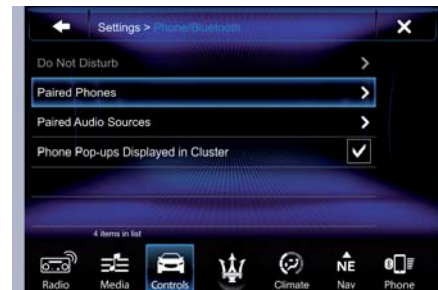 Settings > Phone/Bluetooth
Do Not Disturb
Paired Phones
Paired Audio Sources
Phone Pop-ups Displayed in Cluster
4 items in list
Radio Media Controls Climate NE Nav Phone